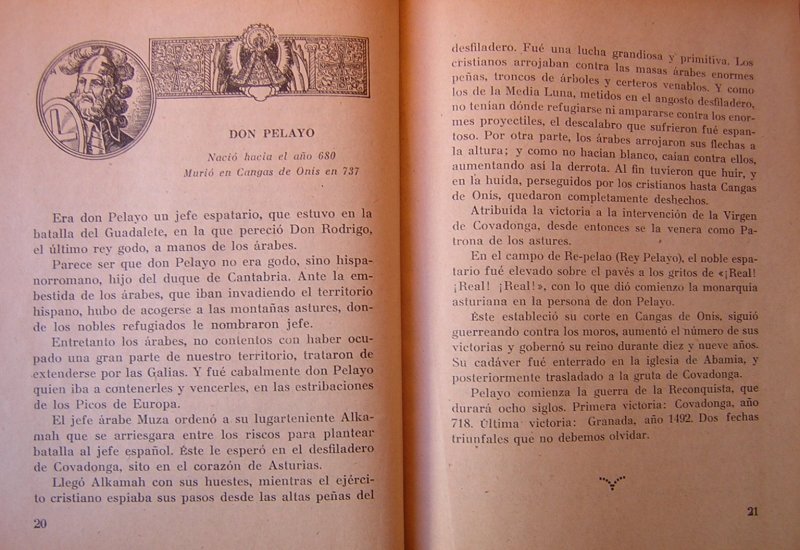 DON PELAYO
Nació hacia el año 680
Murió en Cangas de Onís en 737
Era don Pelayo un jefe espatario, que estuvo en la
batalla del Guadalete, en la que pereció Don Rodrigo,
el último rey godo, a manos de los árabes.
Parece ser que don Pelayo no era godo, sino hispa-
norromano, hijo del duque de Cantabria. Ante la em-
bestida de los árabes, que iban invadiendo el territorio
hispano, hubo de acogerse a las montañas astures, don-
de los nobles refugiados le nombraron jefe.
Entretanto los árabes, no contentos con haber ocu-
pado una gran parte de nuestro territorio, trataron de
extenderse por las Galias. Y fué cabalmente don Pelayo
quien iba a contenerles y vencerles, en las estribaciones
de los Picos de Europa.
El jefe árabe Muza ordenó a su lugarteniente Alka-
mah que se arriesgara entre los riscos para plantear
batalla al jefe español. Éste le esperó en el desfiladero
de Covadonga, sito en el corazón de Asturias.
Llegó Alkamah con sus huestes, mientras el ejérci-
to cristiano espiaba sus pasos desde las altas peñas del
20
desfiladero. Fué una lucha grandiosa y primitiva. Los
cristianos arrojaban contra las masas árabes enormes
peñas, troncos de árboles y certeros venablos. Y como
los de la Media Luna, metidos en el angosto desfiladero,
no tenían dónde refugiarse ni ampararse contra los enor-
mes proyectiles, el descalabro que sufrieron fué espan-
toso. Por otra parte, los árabes arrojaron sus flechas a
la altura; y como no hacían blanco, caían contra ellos,
aumentando así la derrota. Al fin tuvieron que huir, y
en la huída, perseguidos por los cristianos hasta Cangas
de Onís, quedaron completamente deshechos.
Atribuída la victoria a la intervención de la Virgen
de Covadonga, desde entonces se la venera como Pa-
trona de los astures.
En el campo de Re-pelao (Rey Pelayo), el noble espa-
tario fué elevado sobre el pavés a los gritos de «¡Real!
¡Real! ¡Real!», con lo que dió comienzo la monarquía
asturiana en la persona de don Pelayo.
Éste estableció su corte en Cangas de Onís, siguió
guerreando contra los moros, aumentó el número de sus
victorias y gobernó su reino durante diez y nueve años.
Su cadáver fué enterrado en la iglesia de Abamia, y
posteriormente trasladado a la gruta de Covadonga.
Pelayo comienza la guerra de la Reconquista, que
durará ocho siglos. Primera victoria: Covadonga, año
718. Última victoria: Granada, año 1492. Dos fechas
triunfales que no debemos olvidar.
21